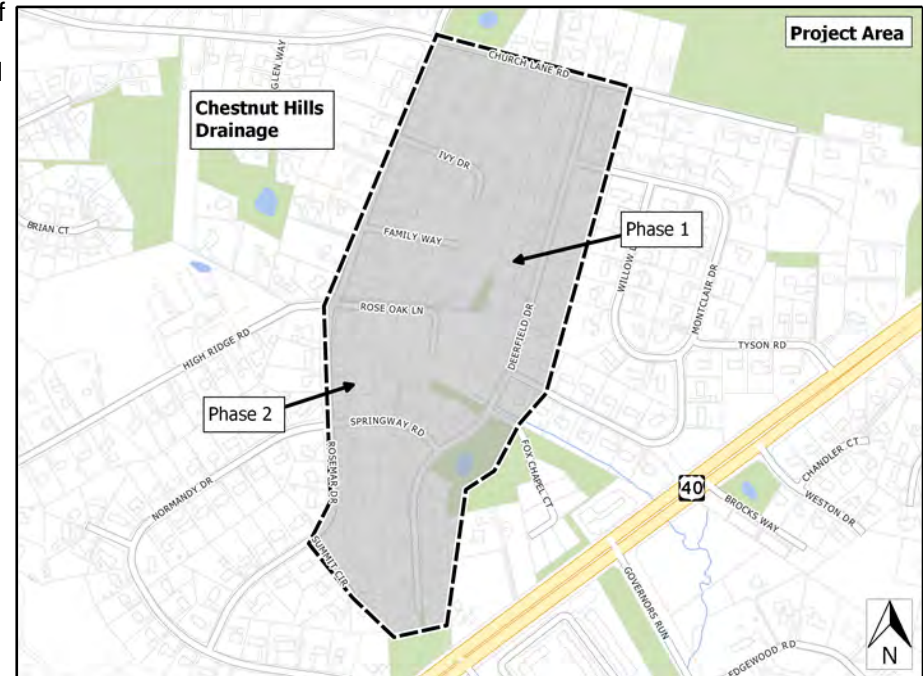 f
Project Area
CHURCH LANE RD
GLEN WAY
Chestnut Hills
Drainage
IVY DR
BRIAN CT
FAMILY WAY
Phase 1
WILLOW
MONTCLAIR DR
ROSE OAK LN
DEERFIELD DR
HIGH RIDGE RD
TYSON RD
Phase 2
SPRINGWAY RD
ROSEMAR DR
NORMANDY DR
FOX CHAPEL CT
CHANDLER CT
40
WESTON DR
BROCKS WAY
SUMMIT CIR
GOVERNORS RUN
EDGEWOOD RD
N